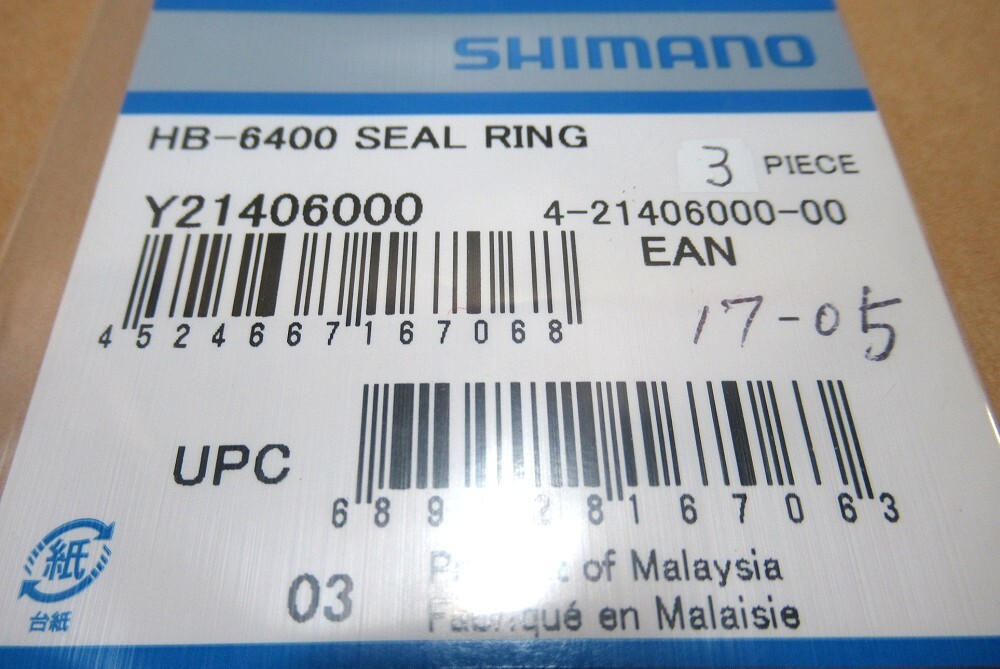 SHIMANO
HB-6400 SEAL RING
3 PIECE
Y21406000 4-21406000-00
EAN
4524667167068
17-05
UPC
689228167063
紙
台紙
03
of Malaysia
Fabriqué en Malaisie